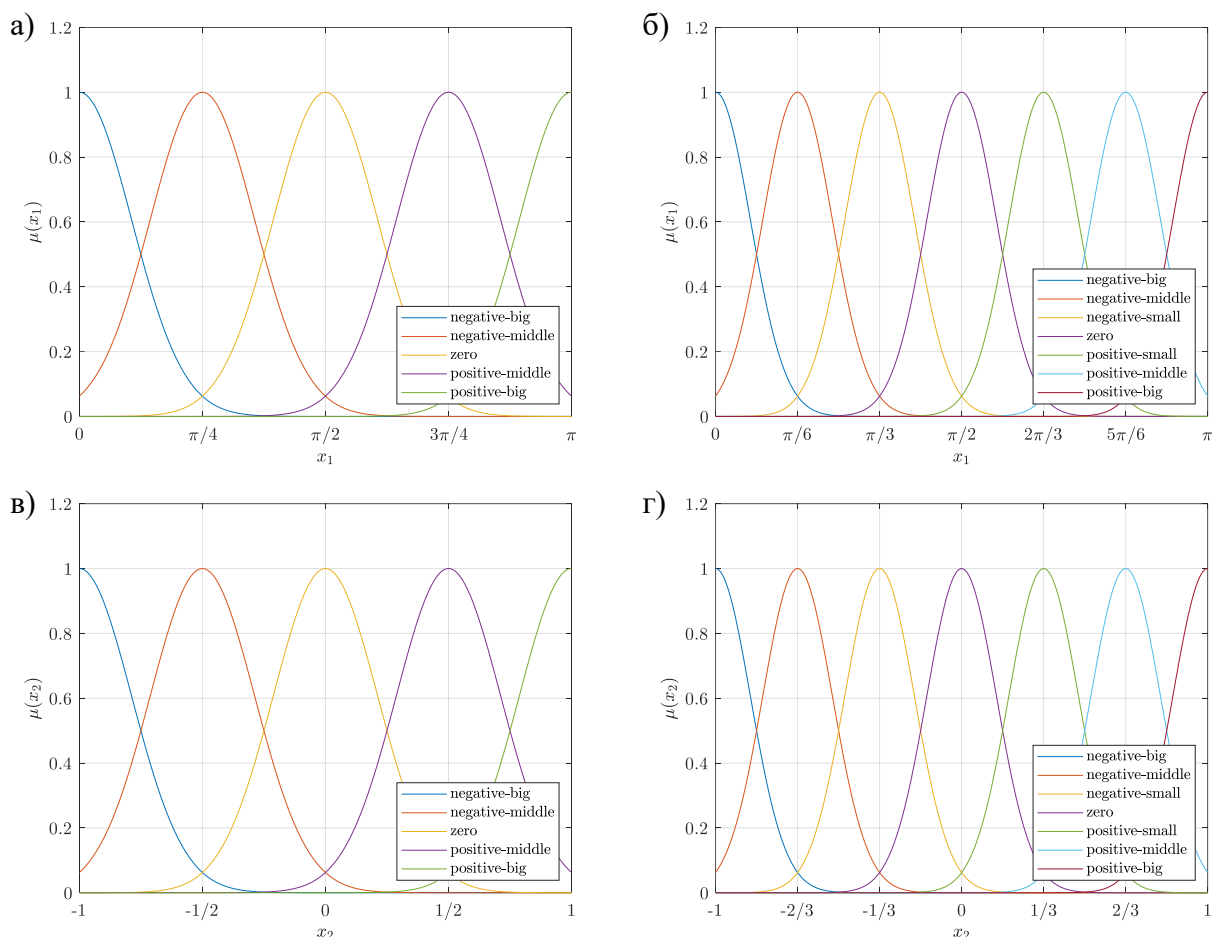 а)
1.2
1
0.8
0.6
0.4
0.2
0
μ(x₁)
0 π/4 π/2 3π/4 π
x₁
negative-big
negative-middle
zero
positive-middle
positive-big
б)
1.2
1
0.8
0.6
0.4
0.2
0
μ(x₁)
0 π/6 π/3 π/2 2π/3 5π/6 π
x₁
negative-big
negative-middle
negative-small
zero
positive-small
positive-middle
positive-big
в)
1.2
1
0.8
0.6
0.4
0.2
0
μ(x₂)
-1 -1/2 0 1/2 1
x₂
negative-big
negative-middle
zero
positive-middle
positive-big
г)
1.2
1
0.8
0.6
0.4
0.2
0
μ(x₂)
-1 -2/3 -1/3 0 1/3 2/3 1
x₂
negative-big
negative-middle
negative-small
zero
positive-small
positive-middle
positive-big